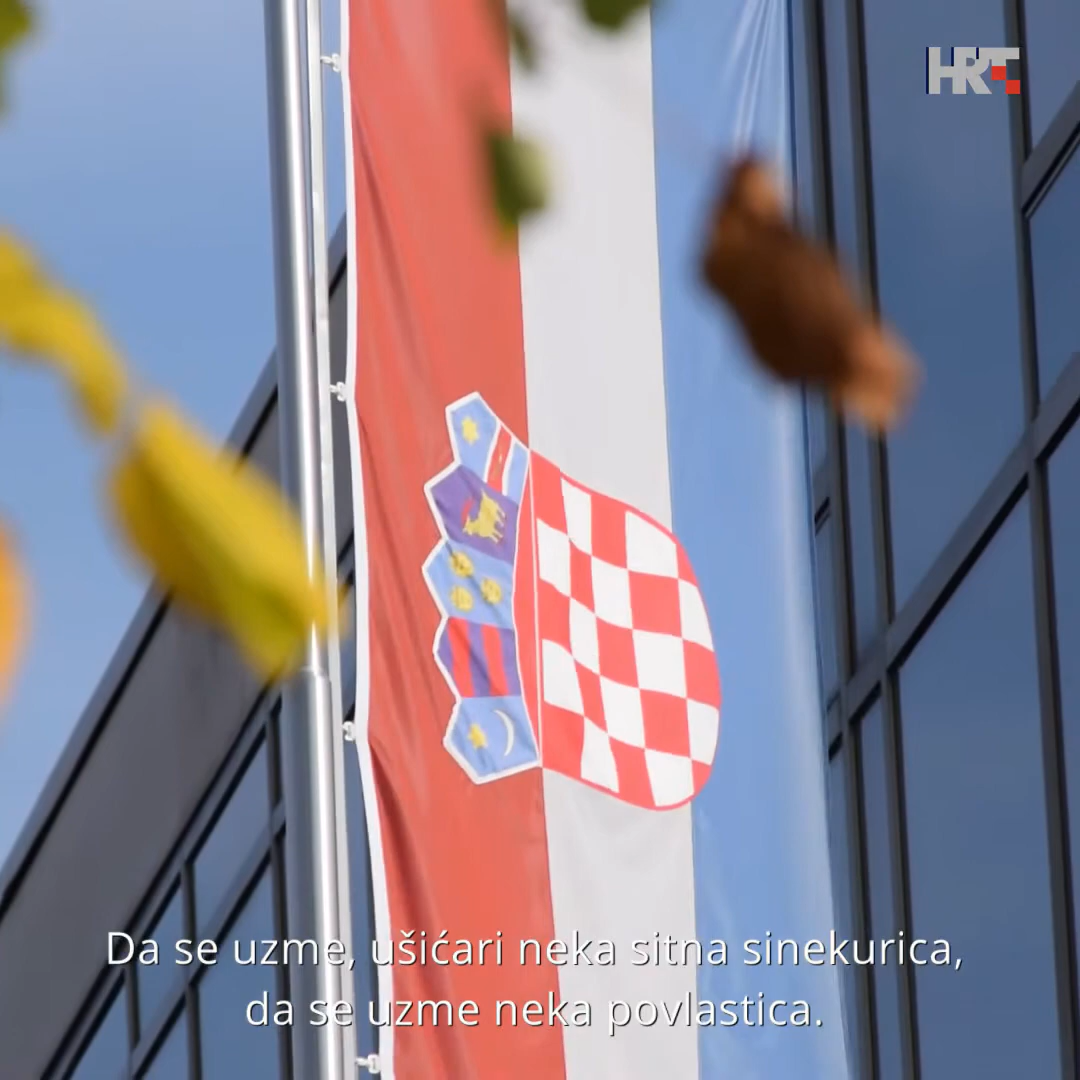 HRT
Da se uzme, ušićari neka sitna sinekurica,
da se uzme neka povlastica.